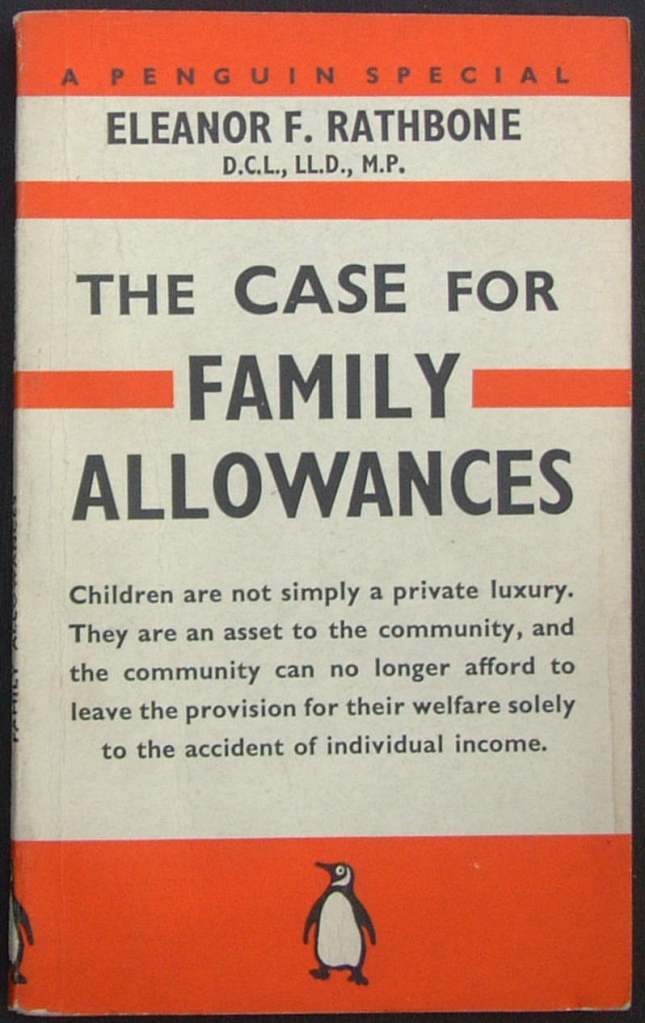 A PENGUIN SPECIAL
ELEANOR F. RATHBONE
D.C.L., LL.D., M.P.
THE CASE FOR
FAMILY
ALLOWANCES
Children are not simply a private luxury.
They are an asset to the community, and
the community can no longer afford to
leave the provision for their welfare solely
to the accident of individual income.